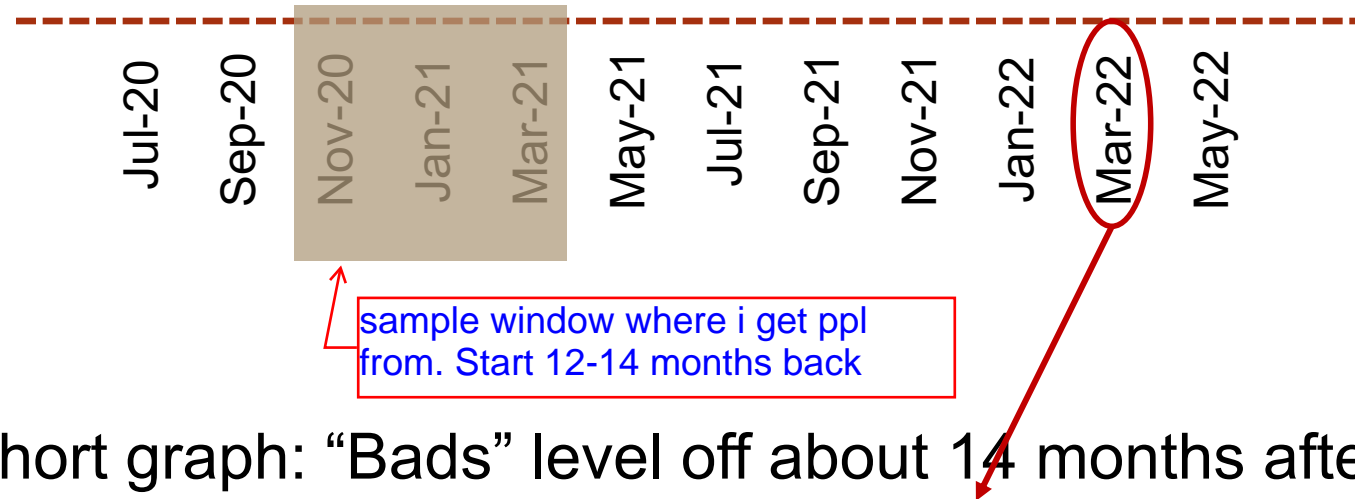 Jul-20
Sep-20
Nov-20
Jan-21
Mar-21
May-21
Jul-21
Sep-21
Nov-21
Jan-22
Mar-22
May-22
sample window where i get ppl
from. Start 12-14 months back
hort graph: “Bads” level off about 14 months afte